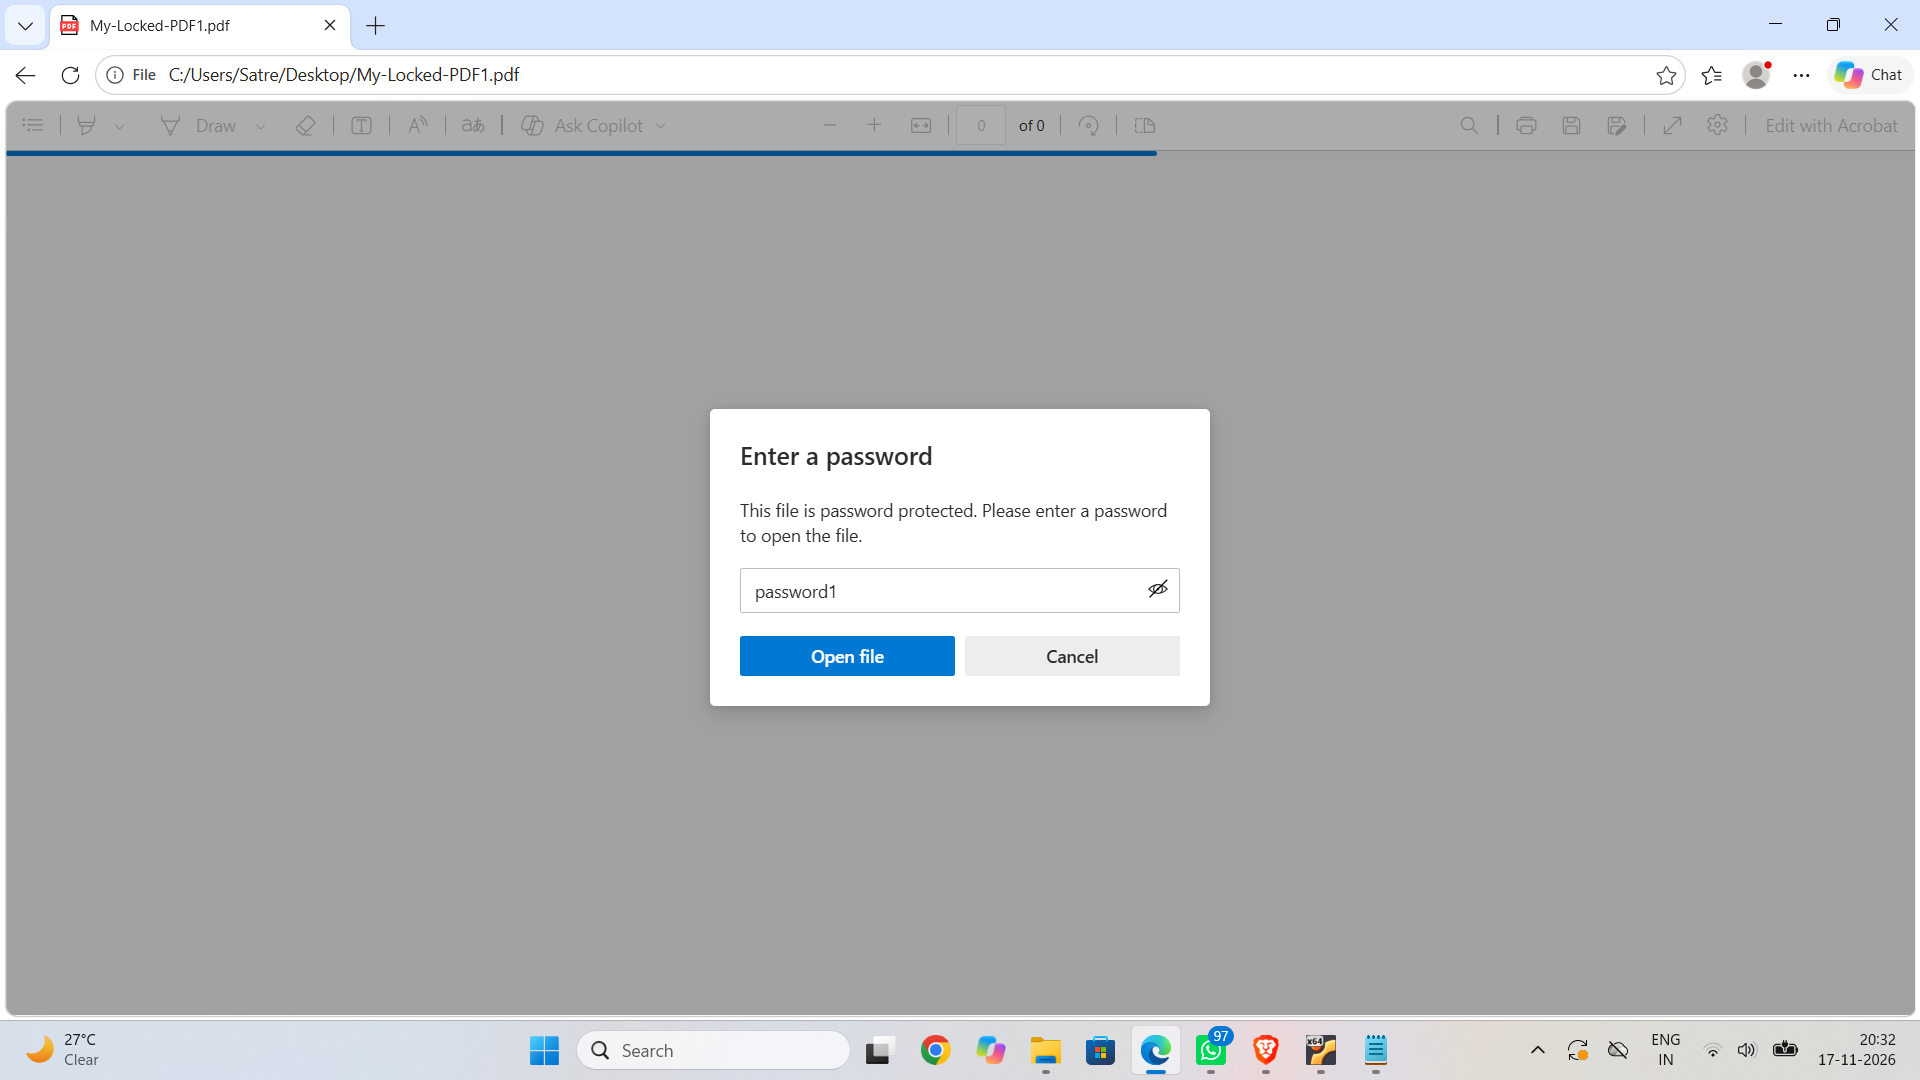 My-Locked-PDF1.pdf
File C:/Users/Satre/Desktop/My-Locked-PDF1.pdf
Chat
Draw
Ask Copilot
0 of 0
Edit with Acrobat
Enter a password
This file is password protected. Please enter a password
to open the file.
password1
Open file
Cancel
27°C
Clear
Search
x64
97
ENG
IN
20:32
17-11-2026